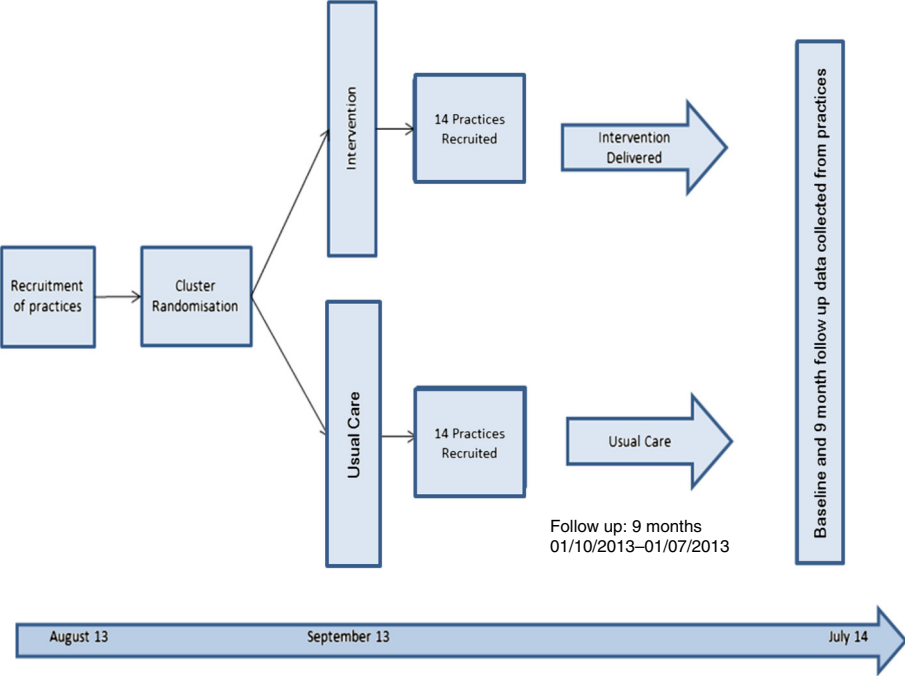 Recruitment
of practices
Cluster
Randomisation
Intervention
14 Practices
Recruited
Intervention
Delivered
Usual Care
14 Practices
Recruited
Usual Care
Follow up: 9 months
01/10/2013–01/07/2013
Baseline and 9 month follow up data collected from practices
August 13
September 13
July 14